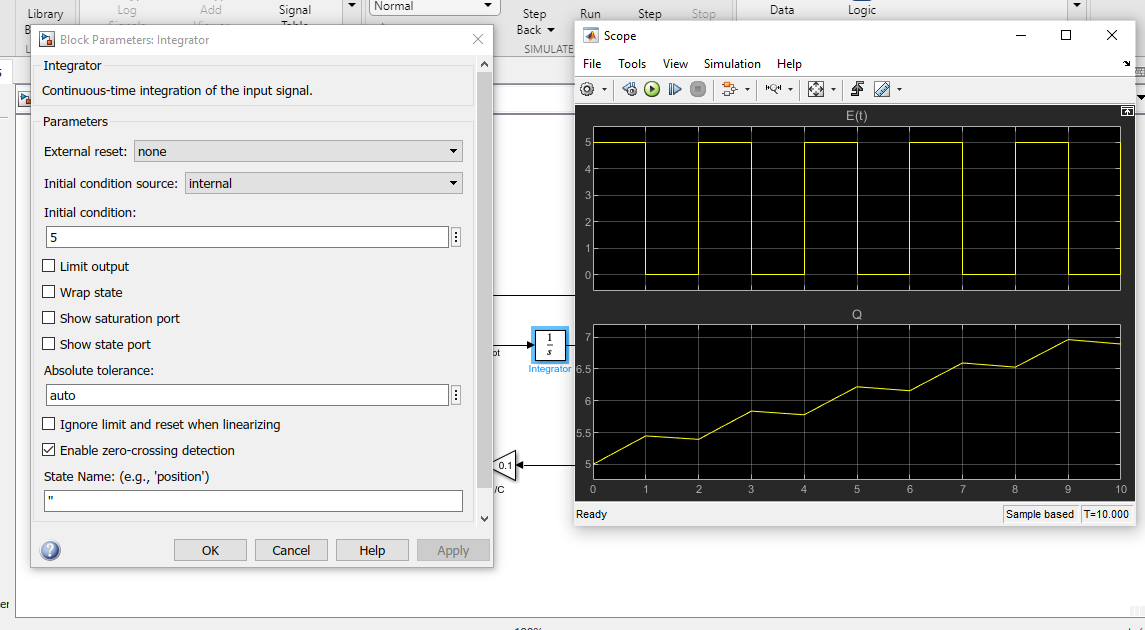 Library
Log
Add
Signal
Normal
Step
Back
Run
Step
Stop
Data
Logic
SIMULATE
Block Parameters: Integrator
Integrator
Continuous-time integration of the input signal.
Parameters
External reset: none
Initial condition source: internal
Initial condition:
5
Limit output
Wrap state
Show saturation port
Show state port
Absolute tolerance:
auto
Ignore limit and reset when linearizing
Enable zero-crossing detection
State Name: (e.g., 'position')
''
OK Cancel Help Apply
1
s
Integrator
0.1
/C
Scope
File Tools View Simulation Help
E(t)
5
4
3
2
1
0
Q
7
6.5
6
5.5
5
0 1 2 3 4 5 6 7 8 9 10
Ready Sample based T=10.000